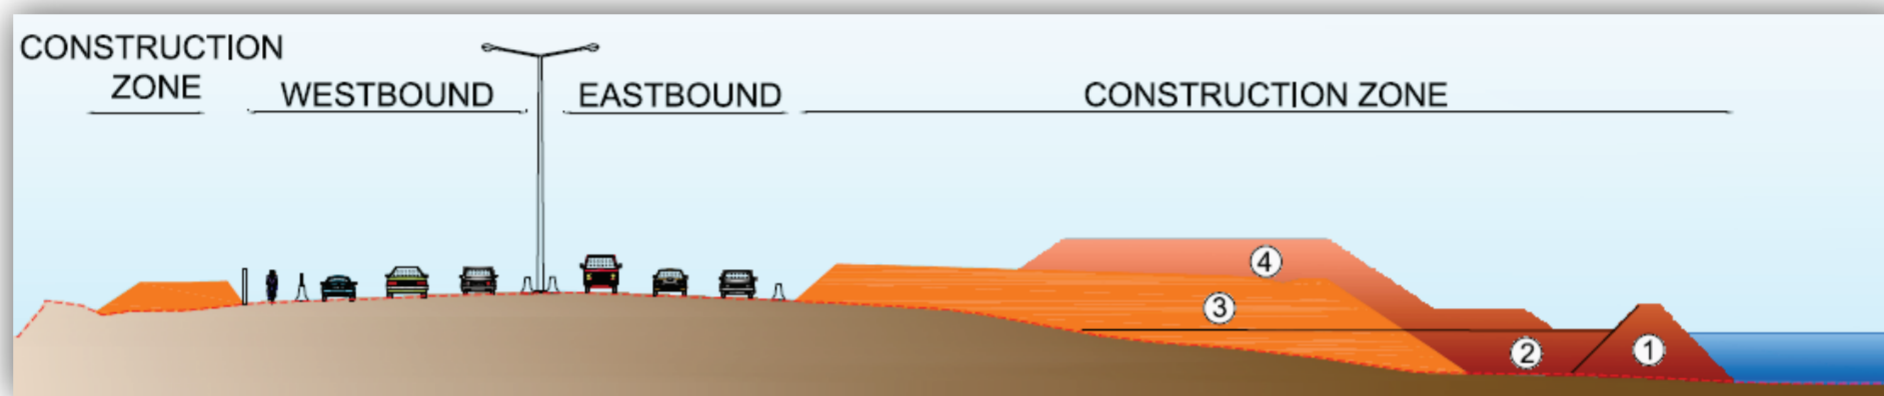 CONSTRUCTION
ZONE
WESTBOUND
EASTBOUND
CONSTRUCTION ZONE
4
3
2
1